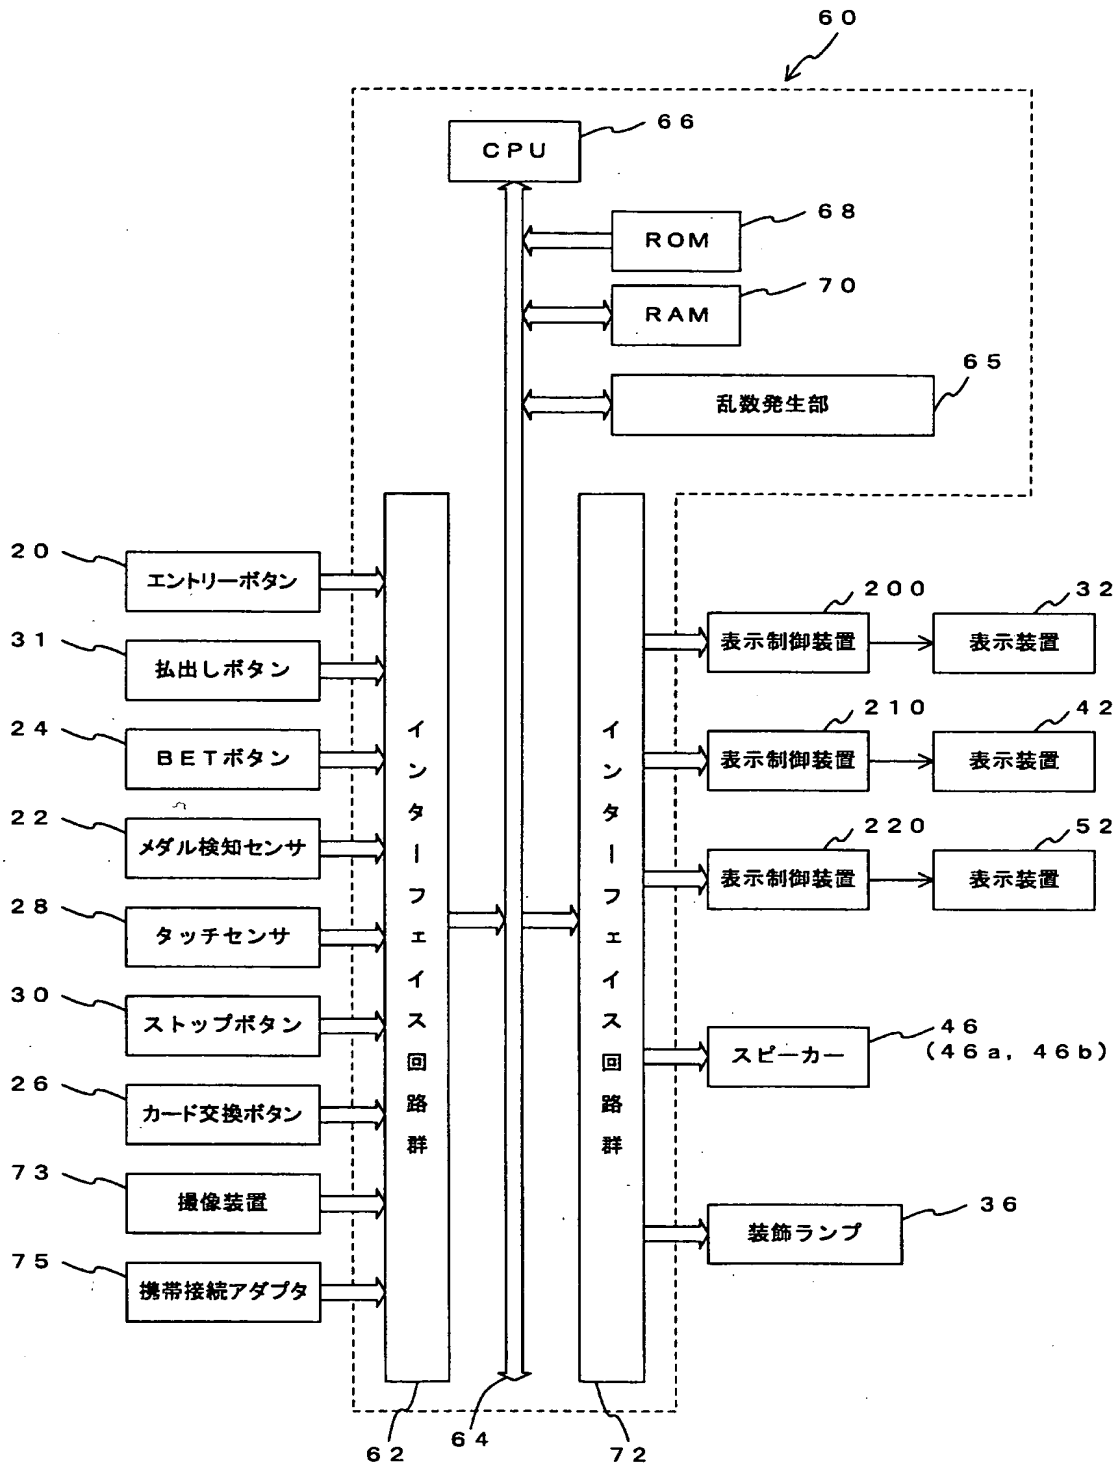 ６０
ＣＰＵ
６６
ＲＯＭ
６８
ＲＡＭ
７０
乱数発生部
６５
２０
エントリーボタン
３１
払出しボタン
２４
ＢＥＴボタン
２２
メダル検知センサ
２８
タッチセンサ
３０
ストップボタン
２６
カード交換ボタン
７３
撮像装置
７５
携帯接続アダプタ
インターフェイス回路群
６２
６４
インターフェイス回路群
７２
表示制御装置
２００
表示装置
３２
表示制御装置
２１０
表示装置
４２
表示制御装置
２２０
表示装置
５２
スピーカー
４６
（４６ａ，４６ｂ）
装飾ランプ
３６